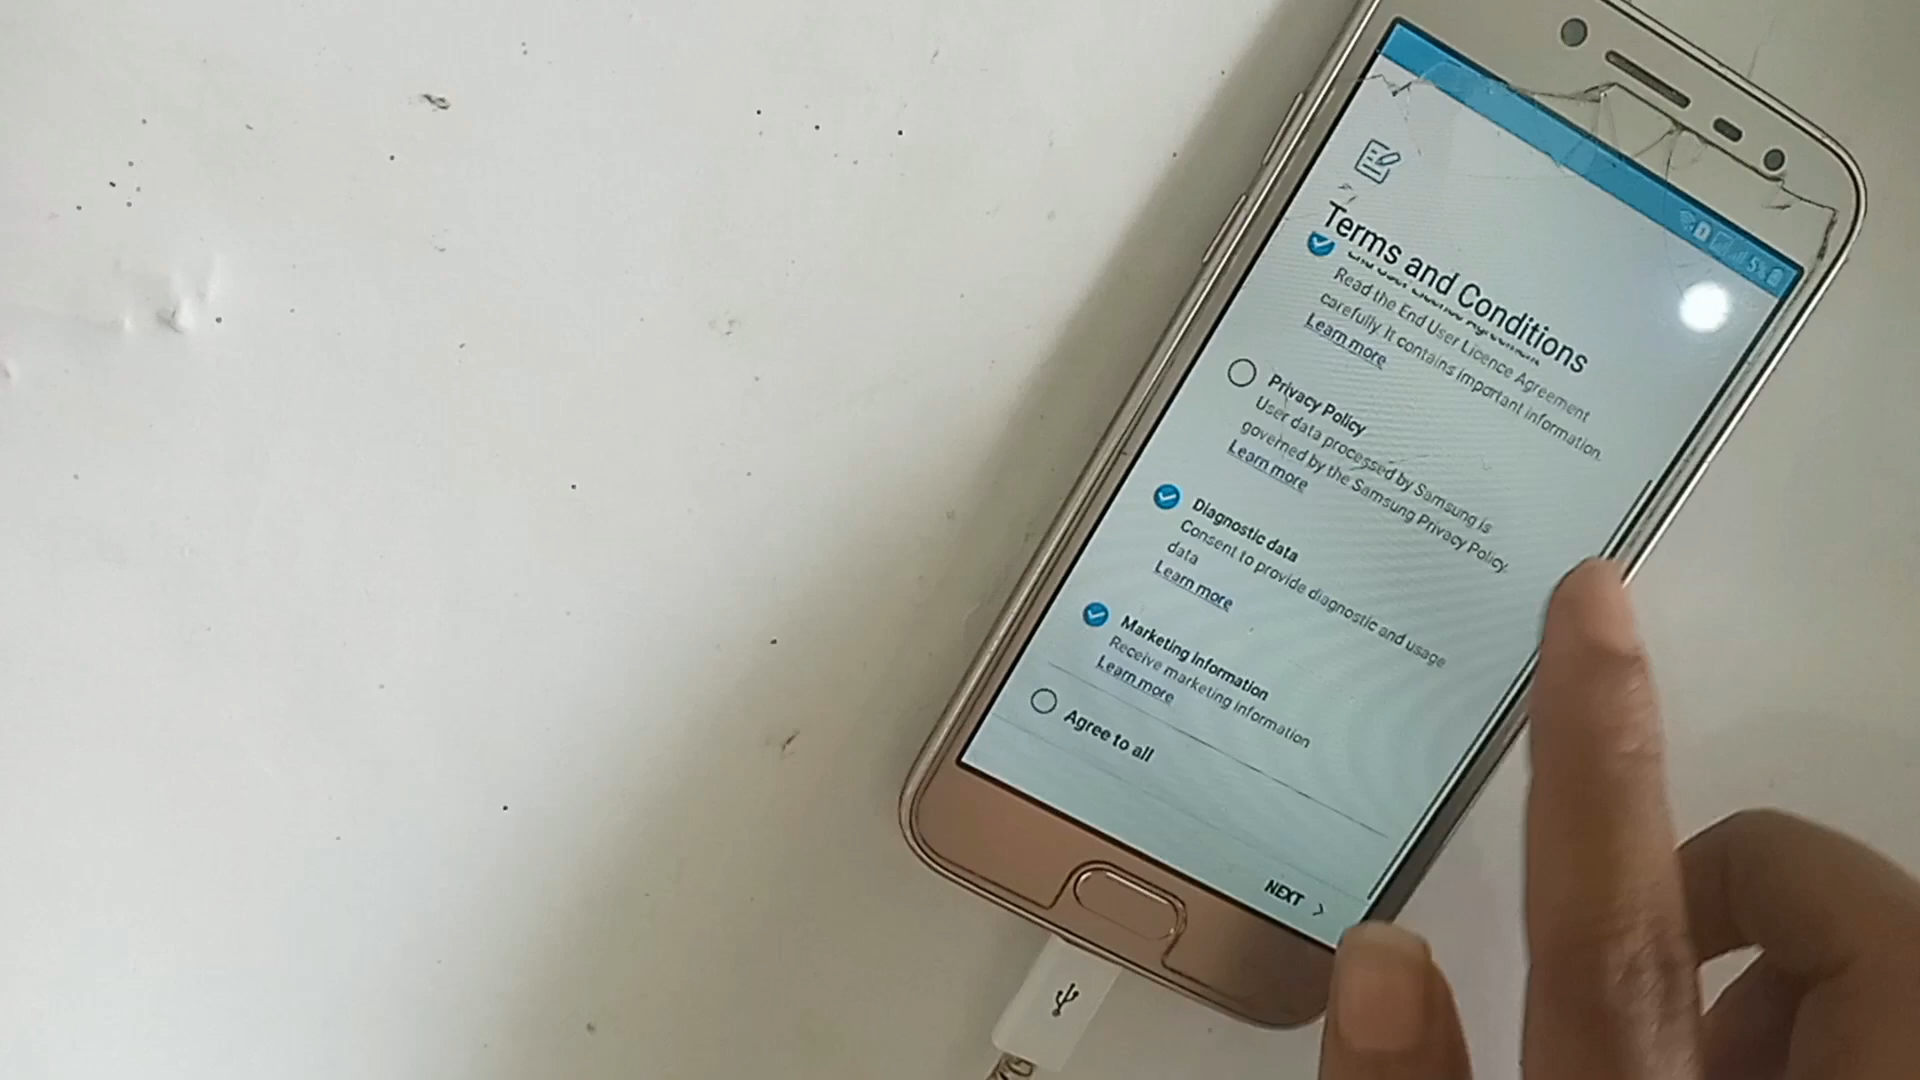 5%
Terms and Conditions
Read the End User Licence Agreement
carefully. It contains important information.
Learn more
Privacy Policy
User data processed by Samsung is
governed by the Samsung Privacy Policy.
Learn more
Diagnostic data
Consent to provide diagnostic and usage
data
Learn more
Marketing Information
Receive marketing information
Learn more
Agree to all
NEXT